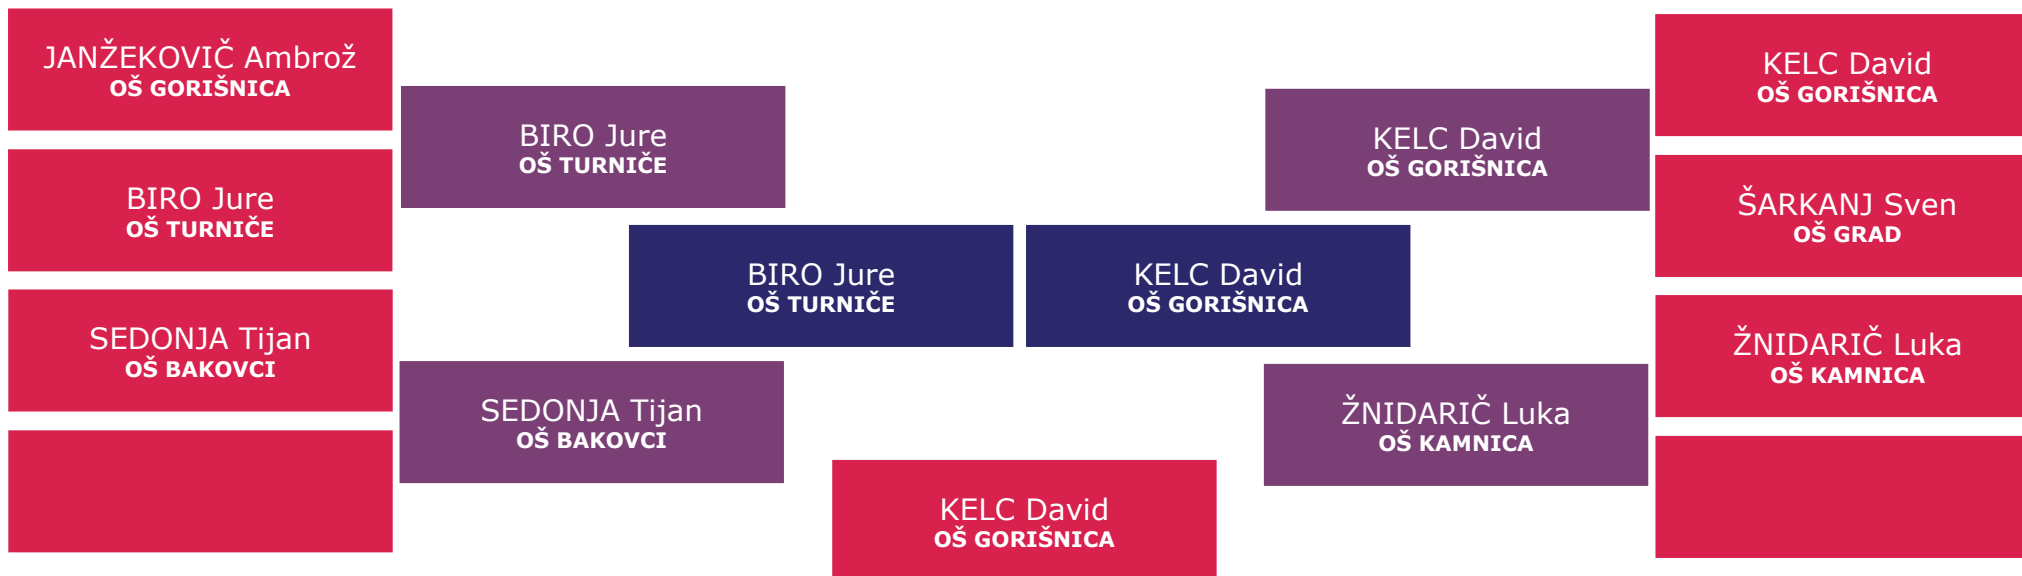 JANŽEKOVIČ Ambrož
OŠ GORIŠNICA
BIRO Jure
OŠ TURNIČE
SEDONJA Tijan
OŠ BAKOVCI
BIRO Jure
OŠ TURNIČE
SEDONJA Tijan
OŠ BAKOVCI
BIRO Jure
OŠ TURNIČE
KELC David
OŠ GORIŠNICA
KELC David
OŠ GORIŠNICA
KELC David
OŠ GORIŠNICA
ŽNIDARIČ Luka
OŠ KAMNICA
KELC David
OŠ GORIŠNICA
ŠARKANJ Sven
OŠ GRAD
ŽNIDARIČ Luka
OŠ KAMNICA